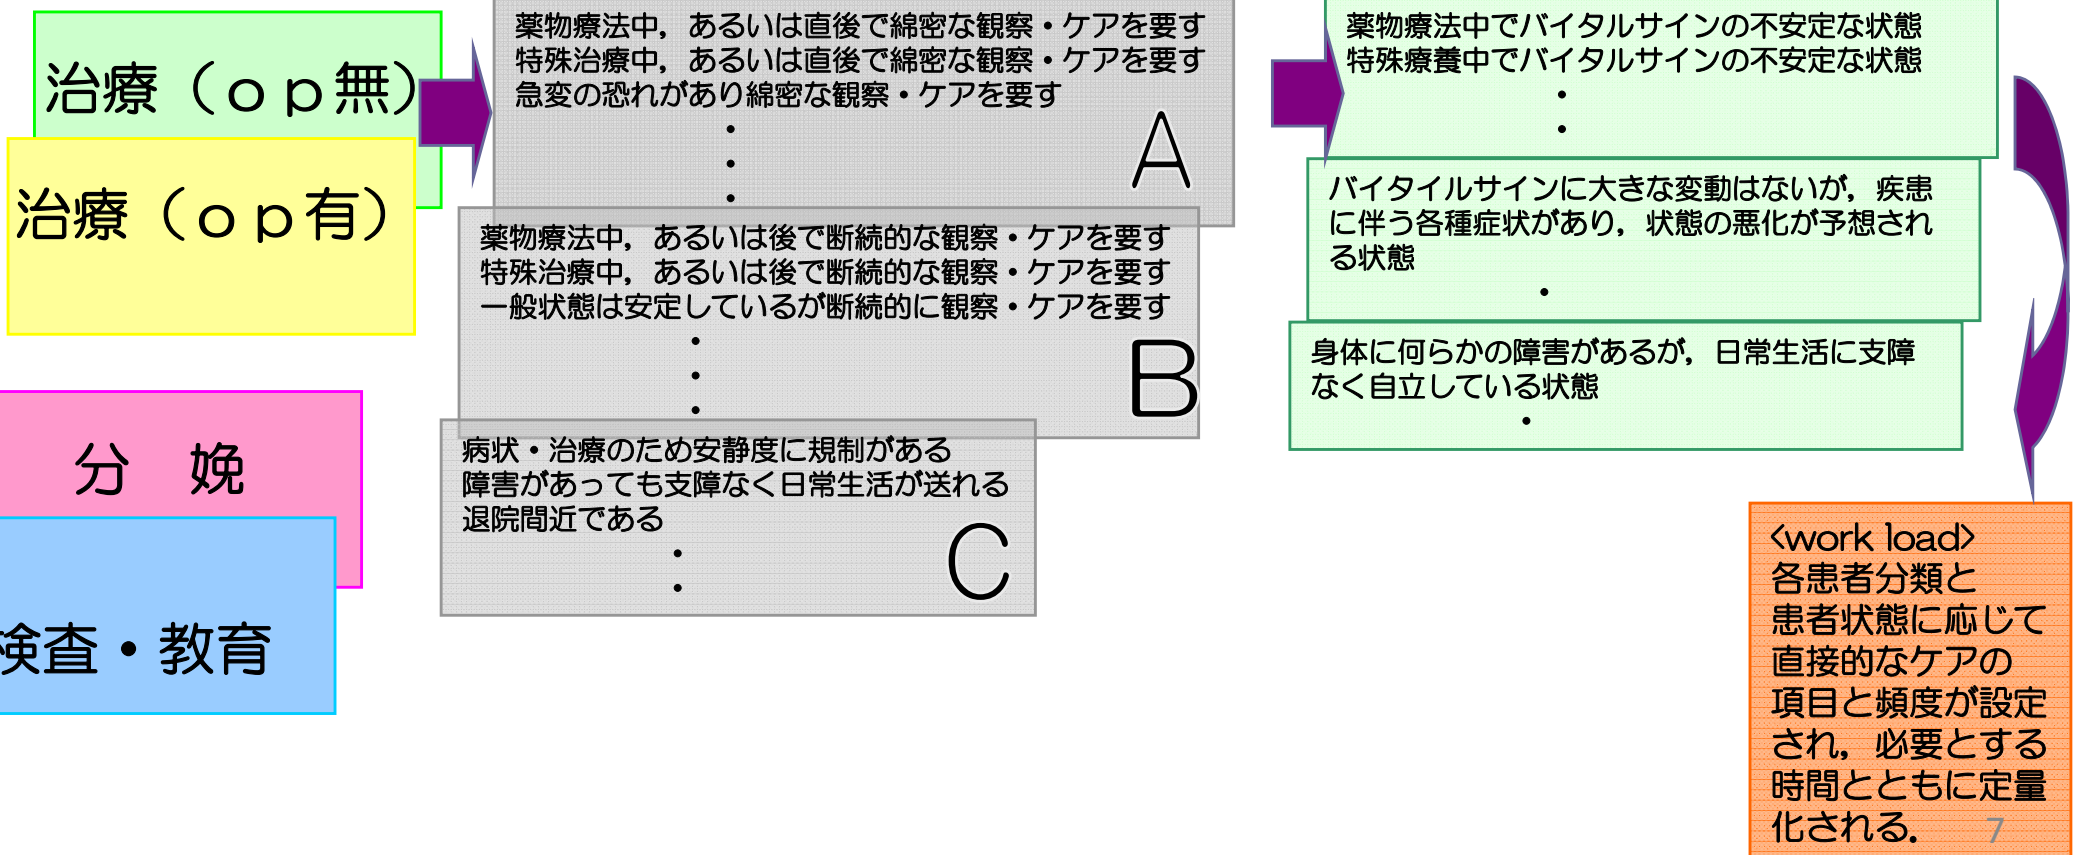 治療（ｏｐ無）
治療（ｏｐ有）
分　娩
検査・教育
薬物療法中，あるいは直後で綿密な観察・ケアを要す
特殊治療中，あるいは直後で綿密な観察・ケアを要す
急変の恐れがあり綿密な観察・ケアを要す
・
・
・
A
薬物療法中，あるいは後で断続的な観察・ケアを要す
特殊治療中，あるいは後で断続的な観察・ケアを要す
一般状態は安定しているが断続的に観察・ケアを要す
・
・
・
B
病状・治療のため安静度に規制がある
障害があっても支障なく日常生活が送れる
退院間近である
・
・
C
薬物療法中でバイタルサインの不安定な状態
特殊療養中でバイタルサインの不安定な状態
・
・
バイタイルサインに大きな変動はないが，疾患
に伴う各種症状があり，状態の悪化が予想され
る状態
・
身体に何らかの障害があるが，日常生活に支障
なく自立している状態
・
<work load>
各患者分類と
患者状態に応じて
直接的なケアの
項目と頻度が設定
され，必要とする
時間とともに定量
化される．
7